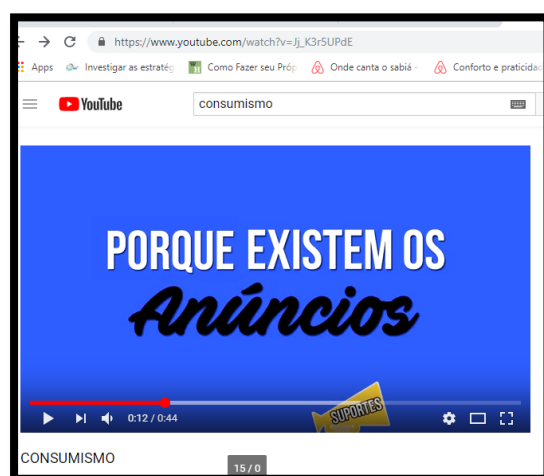 https://www.youtube.com/watch?v=Jj_K3r5UPdE
Apps Investigar as estratég Como Fazer seu Próp Onde canta o sabiá - Conforto e praticidad
YouTube consumismo
PORQUE EXISTEM OS
Anúncios
SUPORTES
0:12 / 0:44
CONSUMISMO
15 / 0